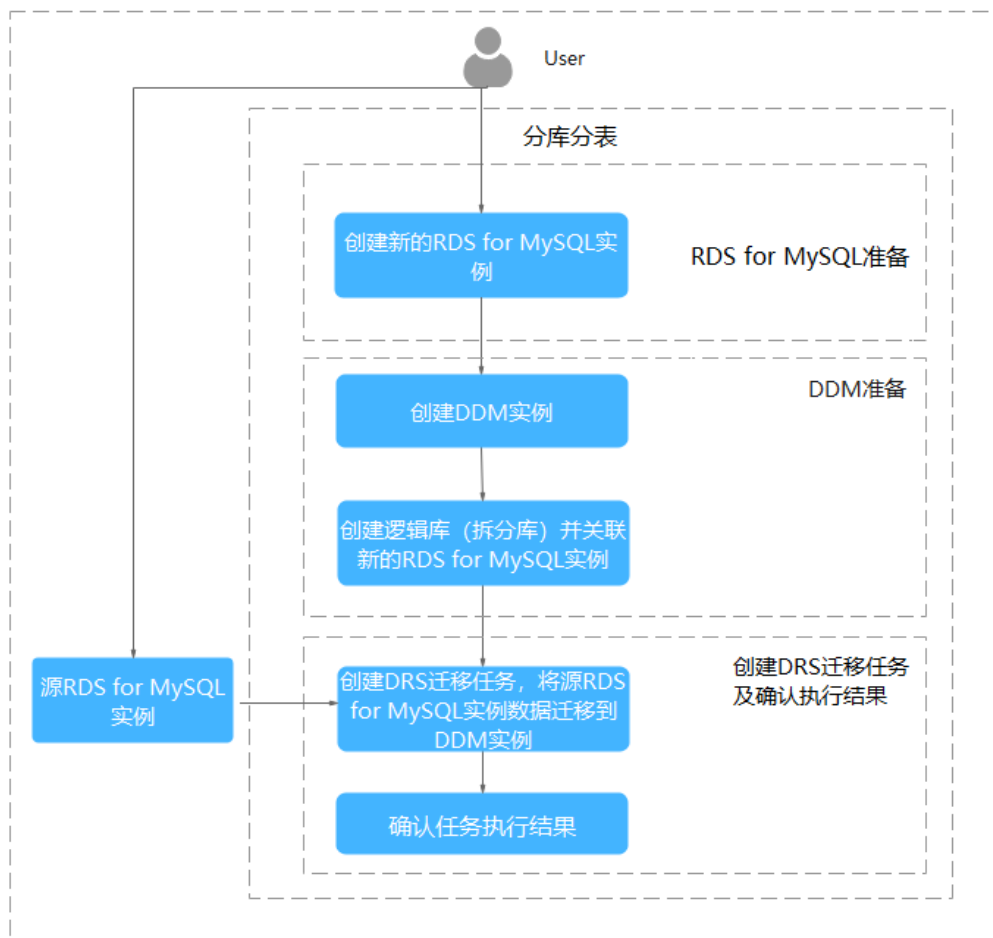 User
分库分表
创建新的RDS for MySQL实
例
RDS for MySQL准备
DDM准备
创建DDM实例
创建逻辑库（拆分库）并关联
新的RDS for MySQL实例
创建DRS迁移任务
及确认执行结果
源RDS for MySQL
实例
创建DRS迁移任务，将源RDS
for MySQL实例数据迁移到
DDM实例
确认任务执行结果